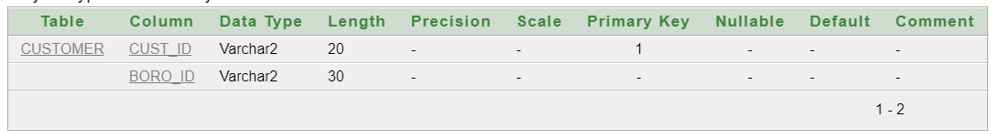 Table Column Data Type Length Precision Scale Primary Key Nullable Default Comment
CUSTOMER CUST_ID Varchar2 20 - - 1 - - -
BORO_ID Varchar2 30 - - - - - -
1 - 2